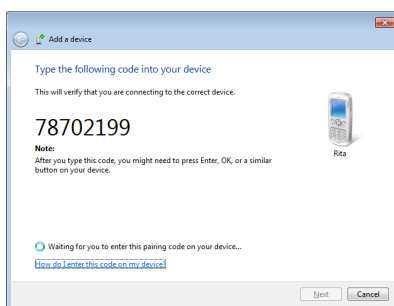 Add a device
Type the following code into your device
This will verify that you are connecting to the correct device.
78702199
Note:
After you type this code, you might need to press Enter, OK, or a similar
button on your device.
Rita
Waiting for you to enter this pairing code on your device...
How do I enter this code on my device?
Next
Cancel